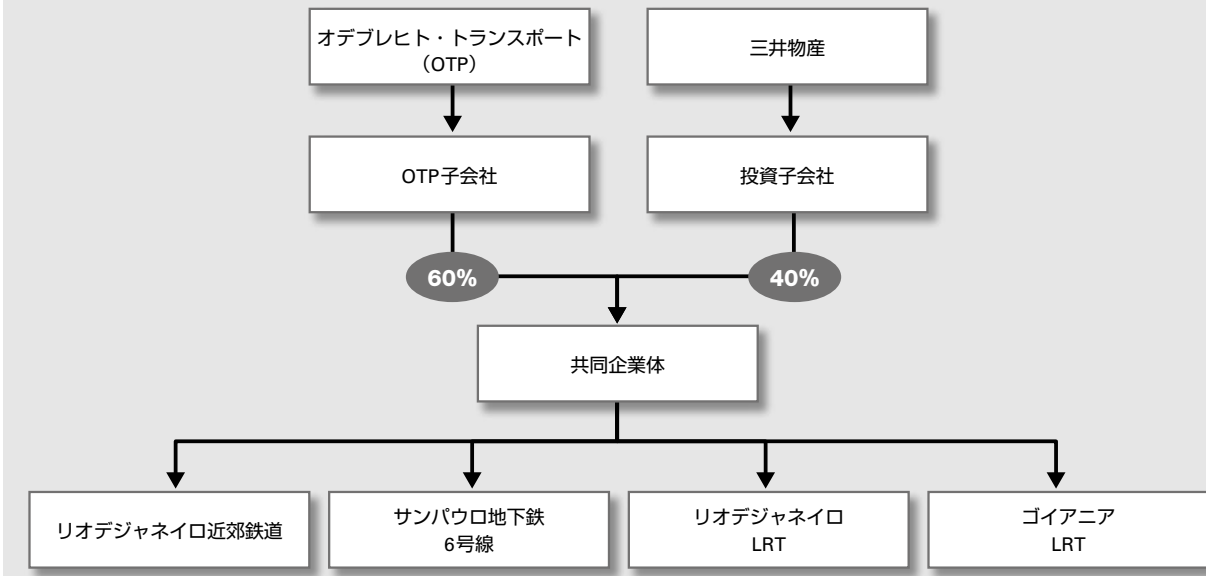 オデブレヒト・トランスポート
（OTP）
三井物産
OTP子会社
投資子会社
60%
40%
共同企業体
リオデジャネイロ近郊鉄道
サンパウロ地下鉄
6号線
リオデジャネイロ
LRT
ゴイアニア
LRT